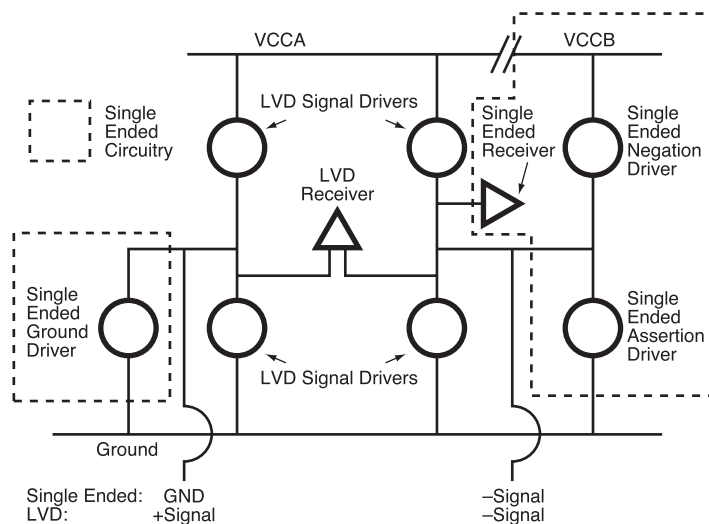 VCCA
VCCB
LVD Signal Drivers
Single
Ended
Circuitry
Single
Ended
Receiver
Single
Ended
Negation
Driver
LVD
Receiver
Single
Ended
Ground
Driver
Single
Ended
Assertion
Driver
LVD Signal Drivers
Ground
Single Ended: GND –Signal
LVD: +Signal –Signal